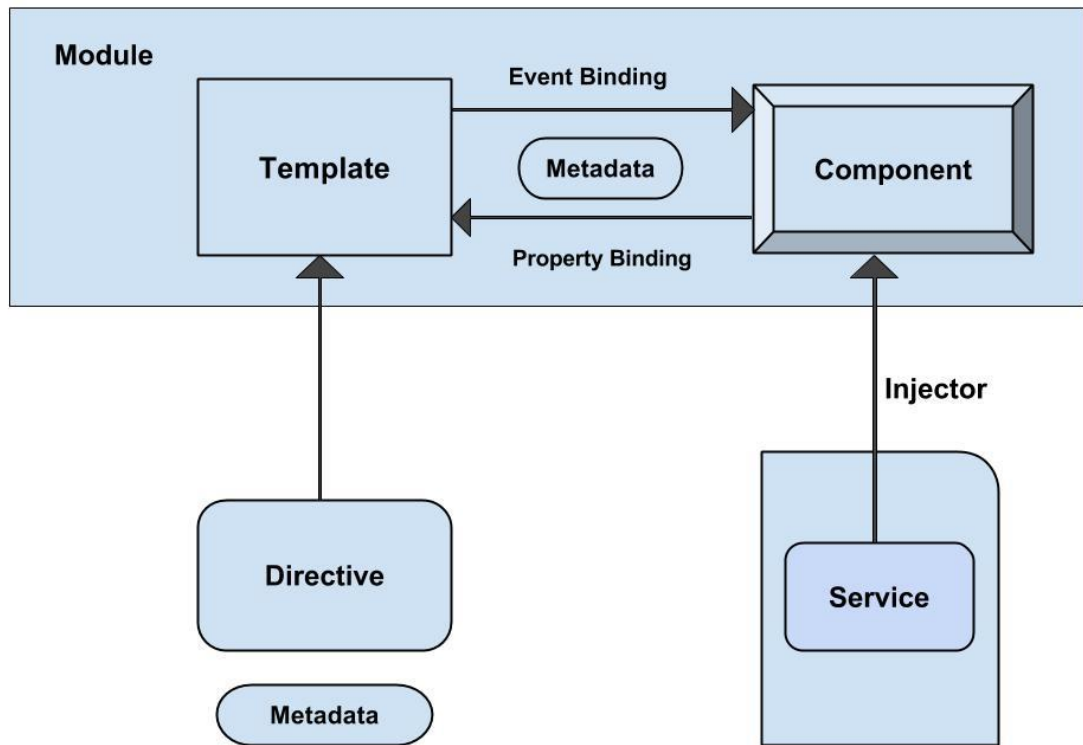 Module
Event Binding
Template
Metadata
Component
Property Binding
Injector
Directive
Service
Metadata